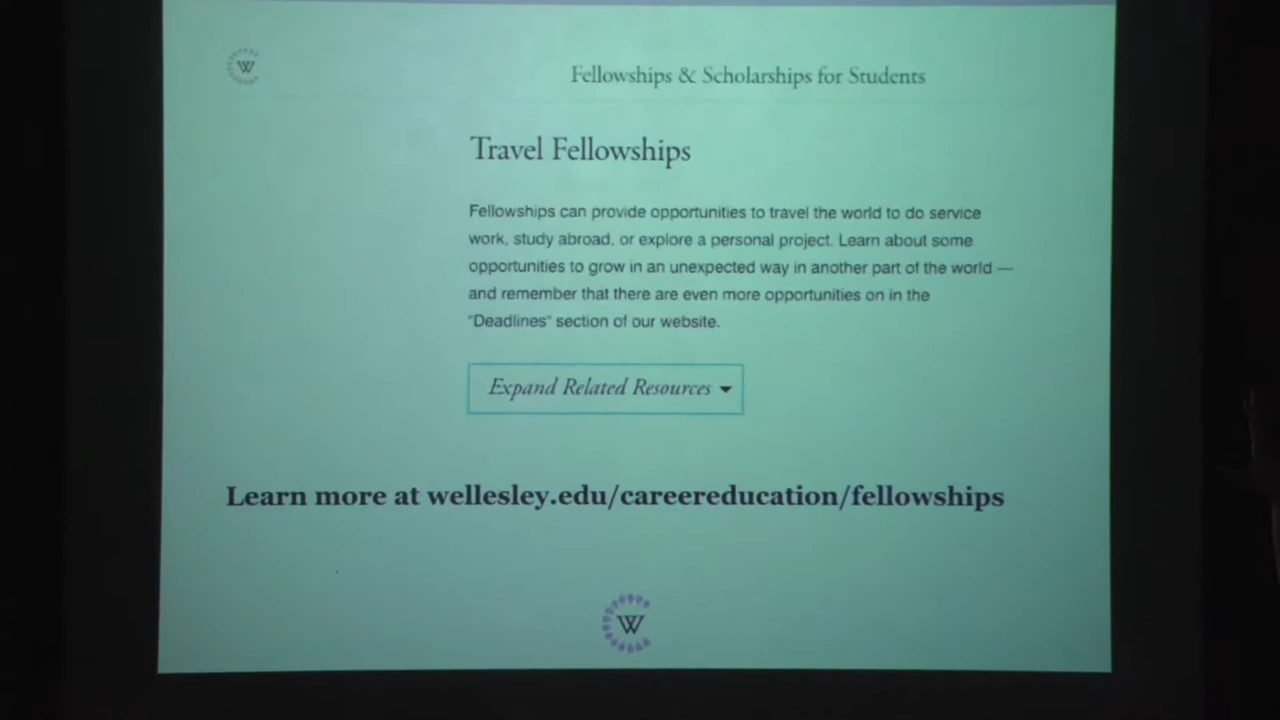 W
Fellowships & Scholarships for Students
Travel Fellowships
Fellowships can provide opportunities to travel the world to do service
work, study abroad, or explore a personal project. Learn about some
opportunities to grow in an unexpected way in another part of the world —
and remember that there are even more opportunities on in the
"Deadlines" section of our website.
Expand Related Resources
Learn more at wellesley.edu/careereducation/fellowships
W